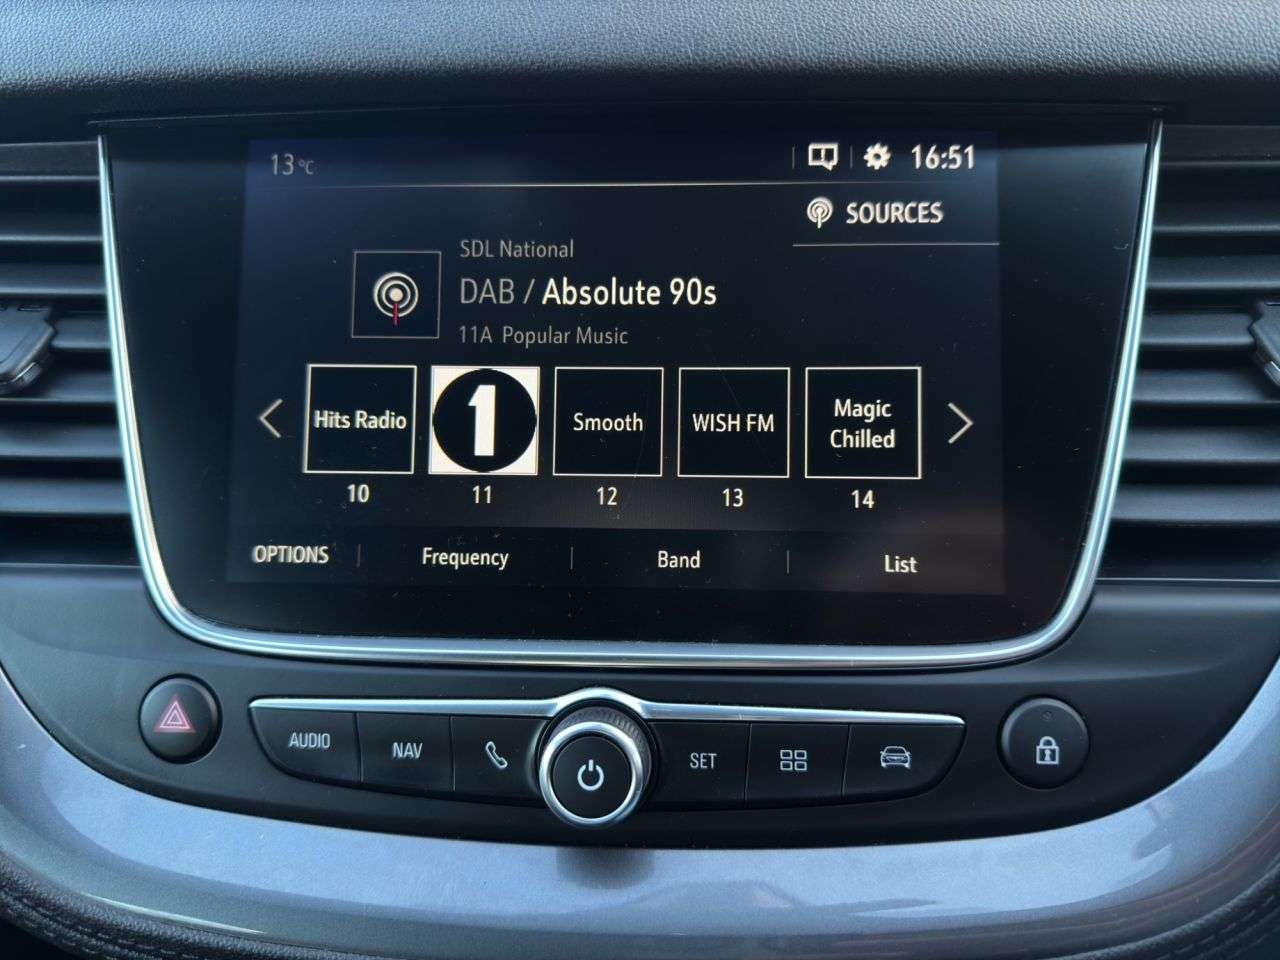 13°C
16:51
SOURCES
SDL National
DAB / Absolute 90s
11A Popular Music
Hits Radio
1
Smooth
WISH FM
Magic
Chilled
10
11
12
13
14
OPTIONS
Frequency
Band
List
AUDIO
NAV
SET